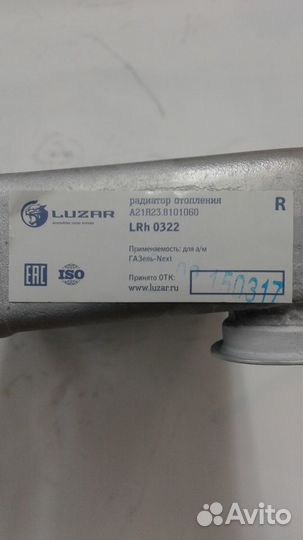 LUZAR
радиатор отопления
A21R23.8101060
LRh 0322
R
Применяемость: для а/м
ГАЗель-Next
EAC
ISO
Принято ОТК:
150317
www.luzar.ru
Avito